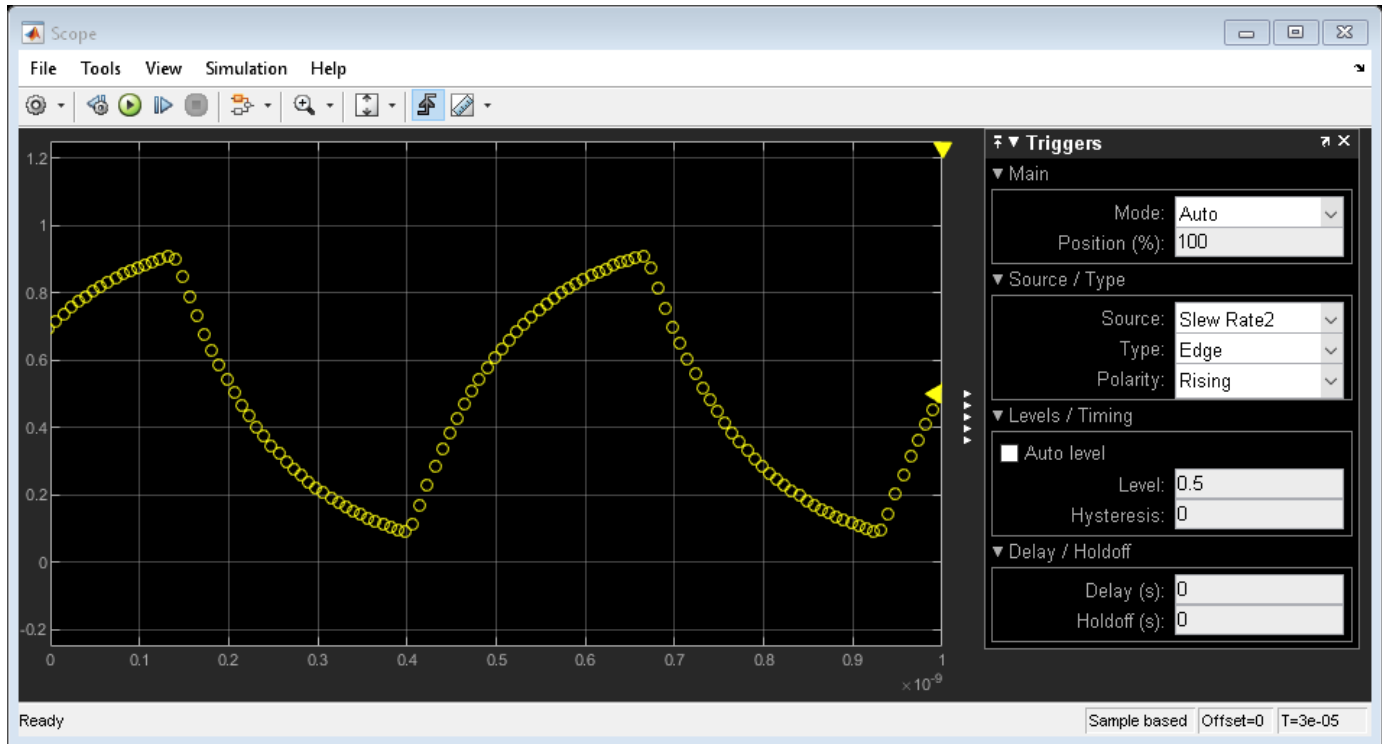 Scope
File Tools View Simulation Help
1.2
1
0.8
0.6
0.4
0.2
0
-0.2
0 0.1 0.2 0.3 0.4 0.5 0.6 0.7 0.8 0.9 1
×10-9
Triggers
Main
Mode: Auto
Position (%): 100
Source / Type
Source: Slew Rate2
Type: Edge
Polarity: Rising
Levels / Timing
Auto level
Level: 0.5
Hysteresis: 0
Delay / Holdoff
Delay (s): 0
Holdoff (s): 0
Ready Sample based Offset=0 T=3e-05